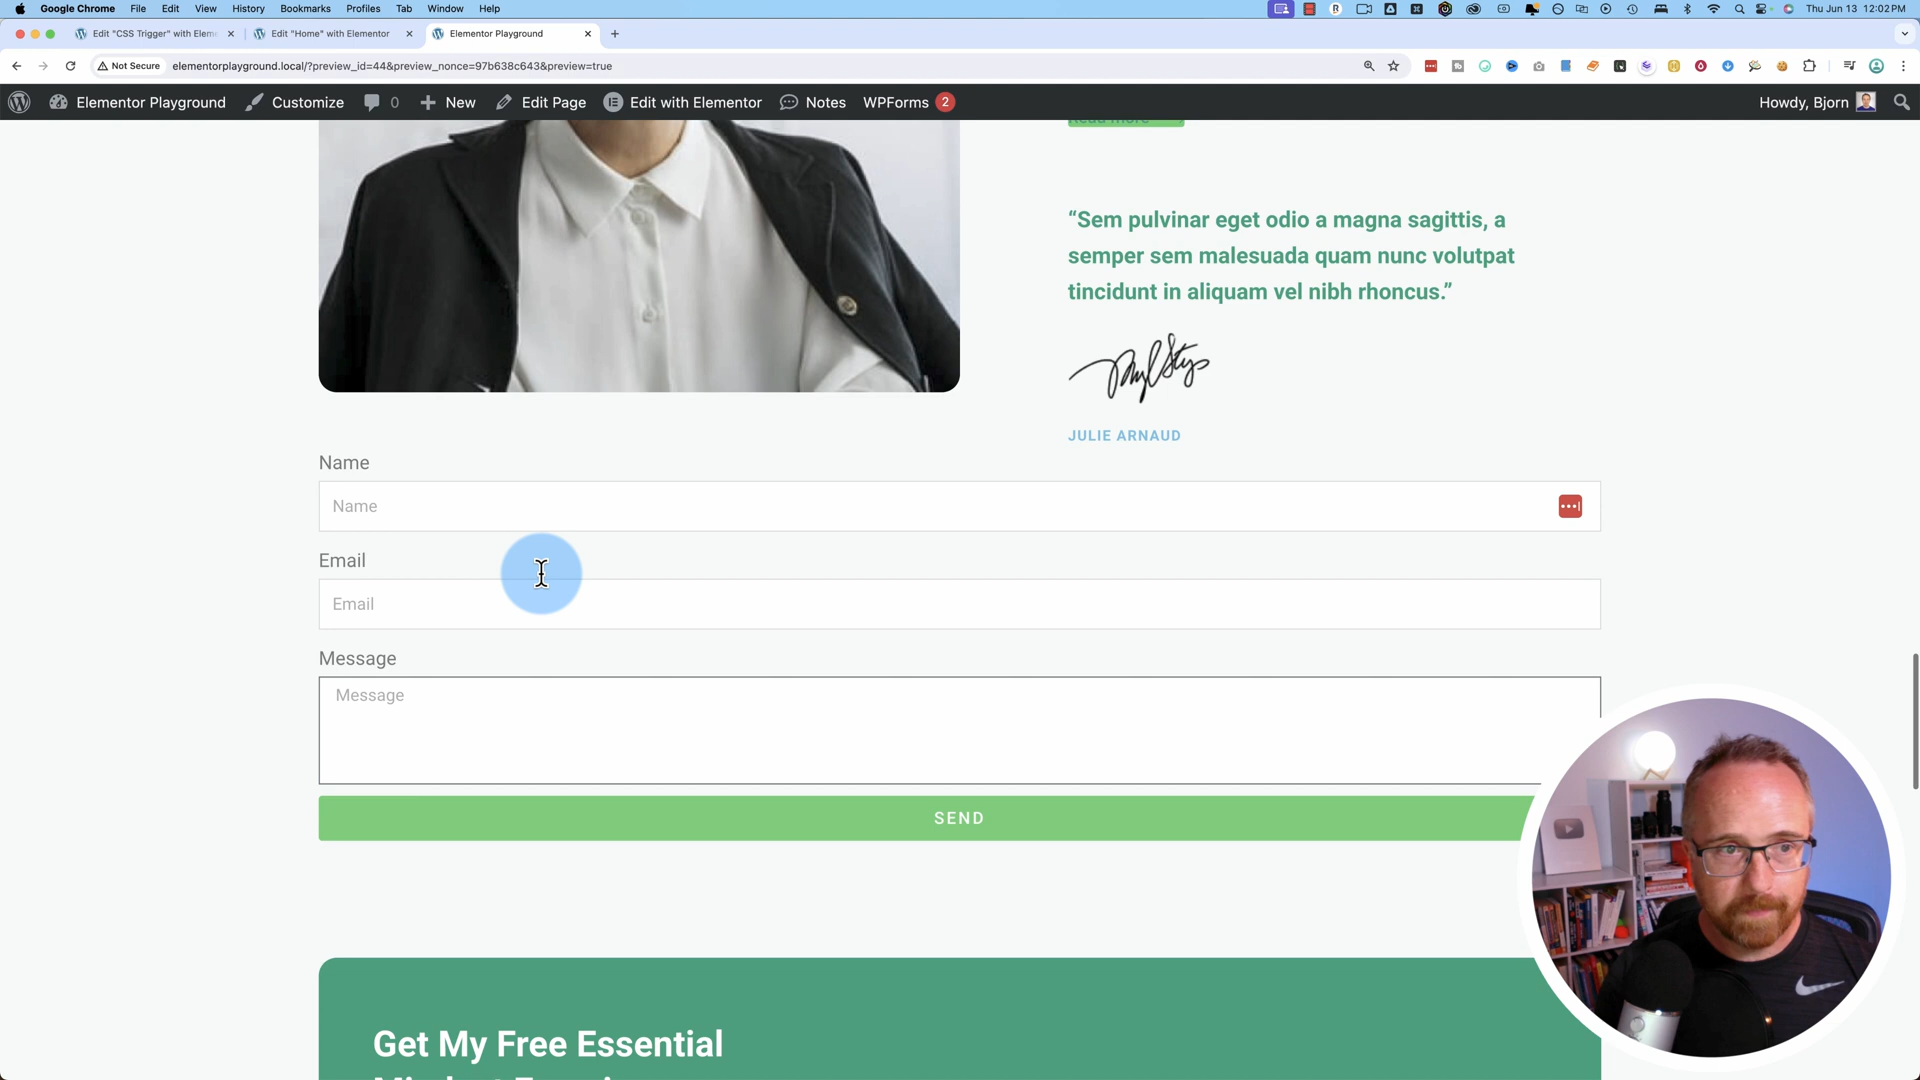 Google Chrome File Edit View History Bookmarks Profiles Tab Window Help
Thu Jun 13 12:02 PM
Edit "CSS Trigger" with Elem
Edit "Home" with Elementor
Elementor Playground
Not Secure
elementorplayground.local/?preview_id=44&preview_nonce=97b638c643&preview=true
Elementor Playground Customize 0 New Edit Page Edit with Elementor Notes WPForms 2
Howdy, Bjorn
Read more
“Sem pulvinar eget odio a magna sagittis, a
semper sem malesuada quam nunc volutpat
tincidunt in aliquam vel nibh rhoncus.”
JULIE ARNAUD
Name
Name
Email
Email
Message
Message
SEND
Get My Free Essential